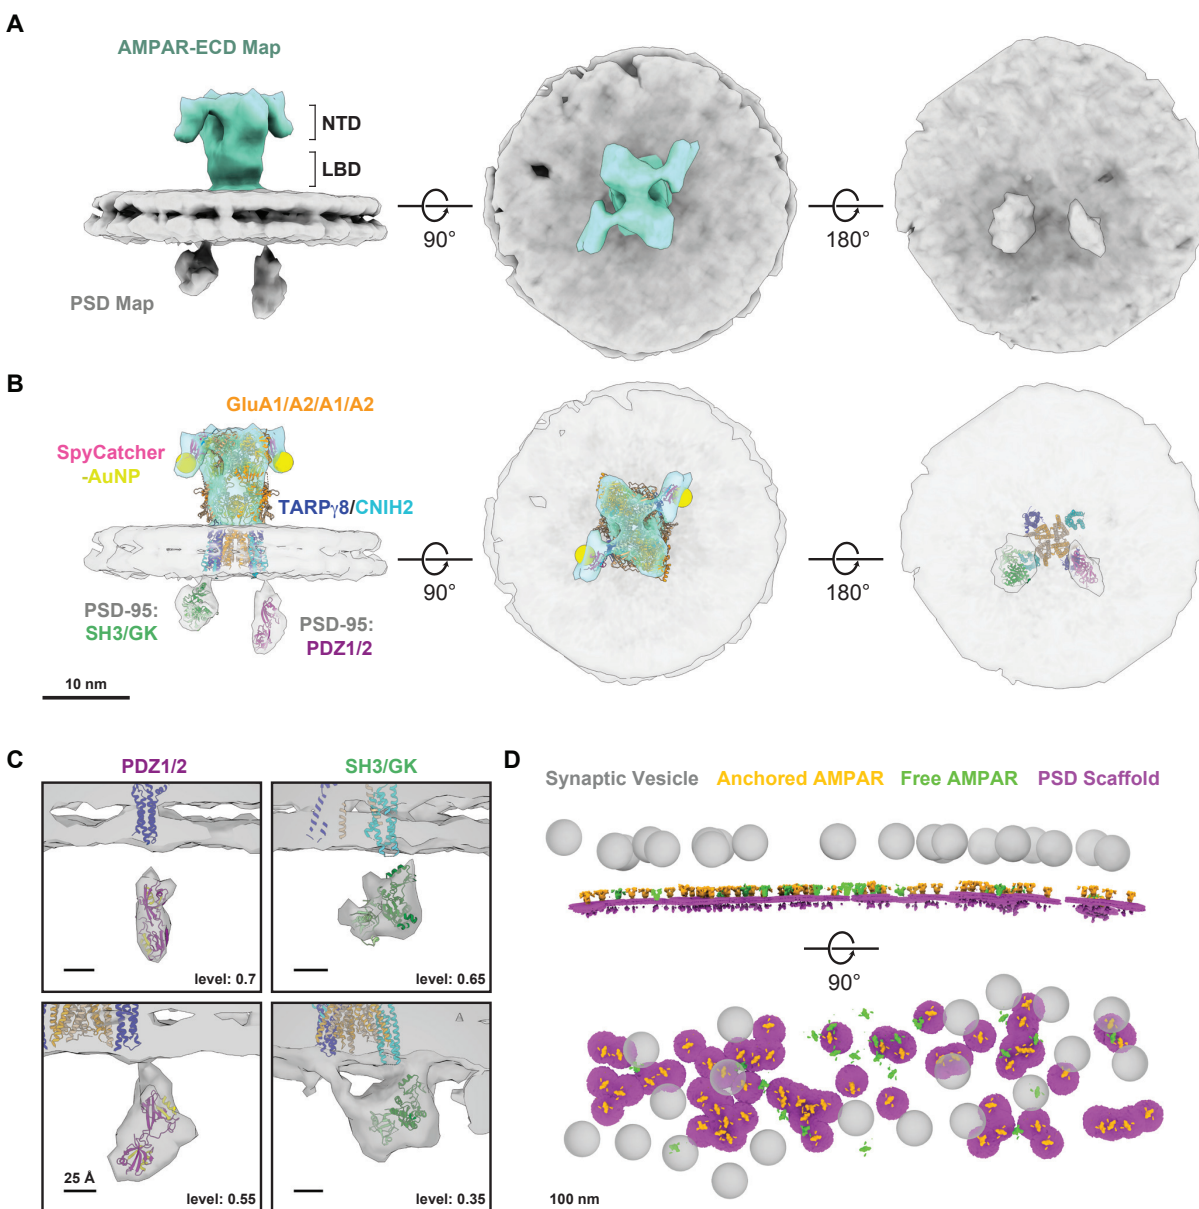 A
AMPAR-ECD Map
NTD
LBD
90°
180°
PSD Map
B
GluA1/A2/A1/A2
SpyCatcher
-AuNP
TARPγ8/CNIH2
90°
180°
PSD-95:
SH3/GK
PSD-95:
PDZ1/2
10 nm
C
PDZ1/2
SH3/GK
level: 0.7
level: 0.65
25 Å
level: 0.55
level: 0.35
D
Synaptic Vesicle Anchored AMPAR Free AMPAR PSD Scaffold
90°
100 nm